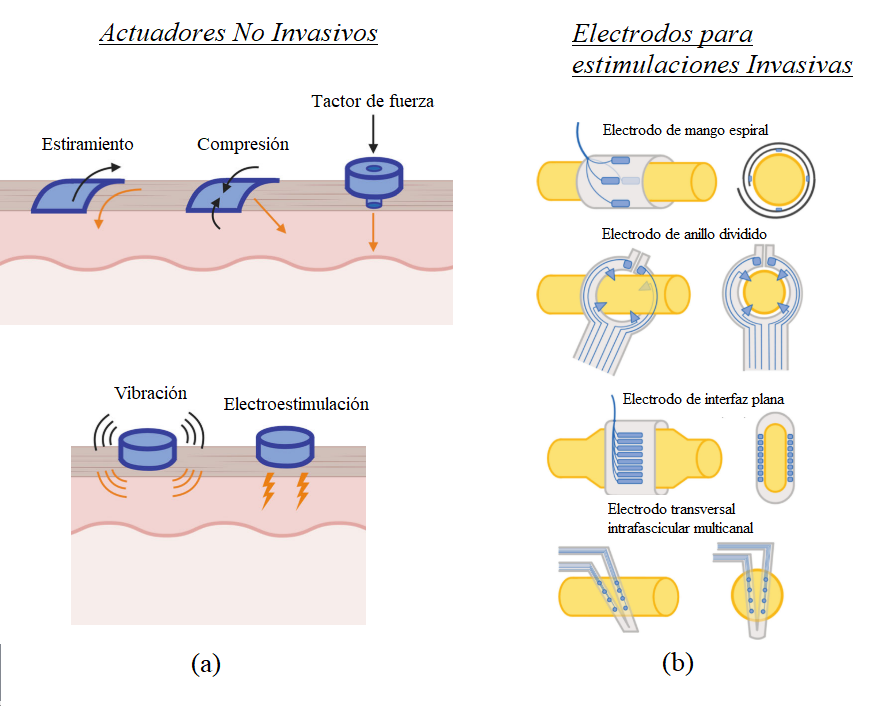 Actuadores No Invasivos
Tactor de fuerza
Estiramiento
Compresión
Vibración
Electroestimulación
(a)
Electrodos para
estimulaciones Invasivas
Electrodo de mango espiral
Electrodo de anillo dividido
Electrodo de interfaz plana
Electrodo transversal
intrafascicular multicanal
(b)